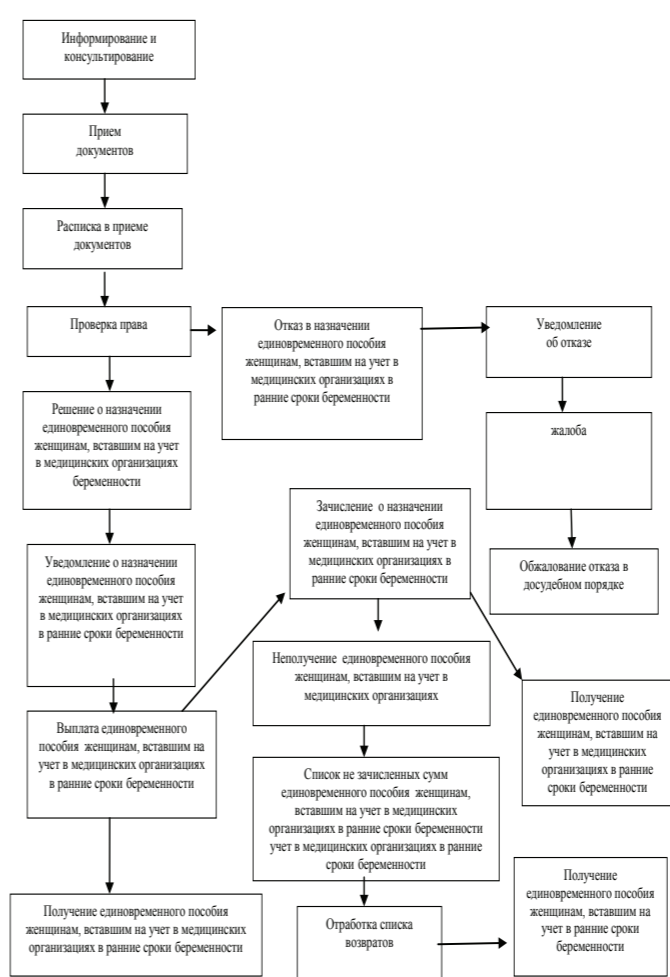 Информирование и
консультирование
Прием
документов
Расписка в приеме
документов
Проверка права
Отказ в назначении
единовременного пособия
женщинам, вставшим на учет в
медицинских организациях в
ранние сроки беременности
Уведомление
об отказе
Решение о назначении
единовременного пособия
женщинам, вставшим на учет
в медицинских организациях
беременности
жалоба
Зачисление о назначении
единовременного пособия
женщинам, вставшим на учет в
медицинских организациях в
ранние сроки беременности
Обжалование отказа в
досудебном порядке
Уведомление о назначении
единовременного пособия
женщинам, вставшим на учет
в медицинских организациях
в ранние сроки беременности
Неполучение единовременного пособия
женщинам, вставшим на учет в
медицинских организациях
Получение
единовременного пособия
женщинам, вставшим на
учет в медицинских
организациях в ранние
сроки беременности
Выплата единовременного
пособия женщинам, вставшим на
учет в медицинских организациях
в ранние сроки беременности
Список не зачисленных сумм
единовременного пособия женщинам,
вставшим на учет в медицинских
организациях в ранние сроки беременности
учет в медицинских организациях в ранние
сроки беременности
Получение единовременного пособия
женщинам, вставшим на учет в медицинских
организациях в ранние сроки беременности
Отработка списка
возвратов
Получение
единовременного пособия
женщинам, вставшим на
учет в ранние сроки
беременности